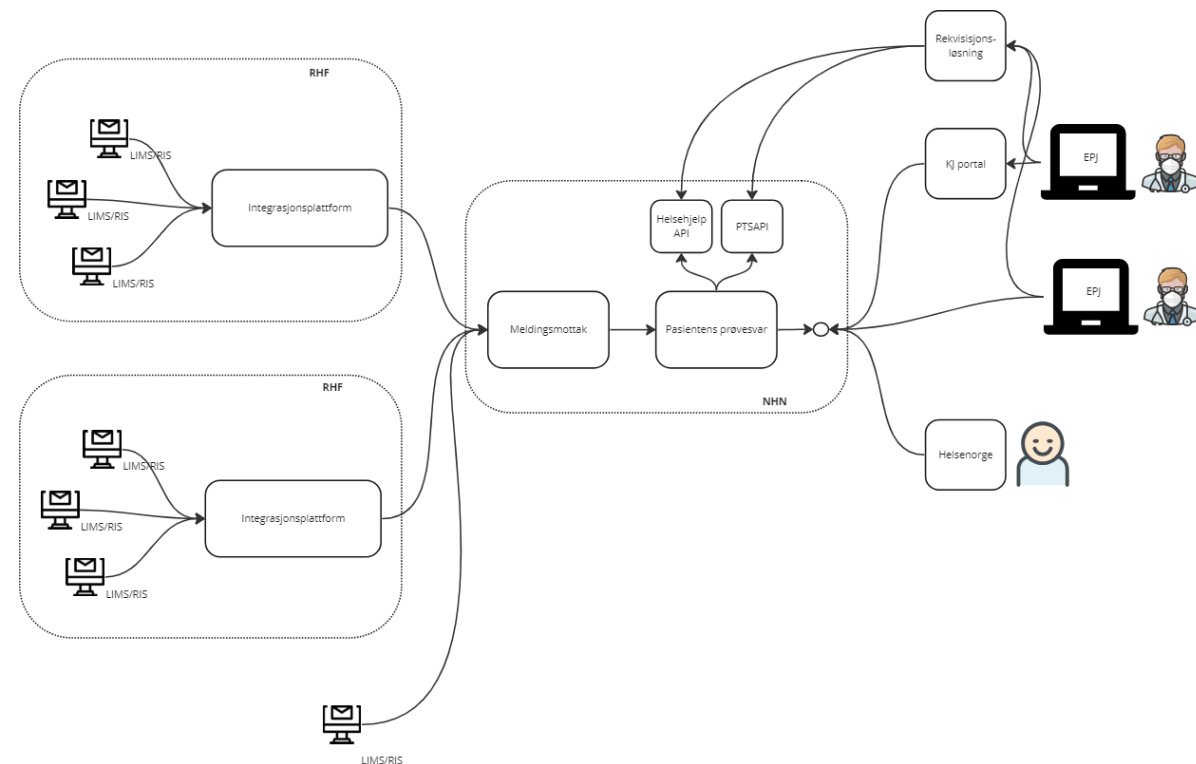 RHF
LIMS/RIS
LIMS/RIS
LIMS/RIS
Integrasjonsplattform
RHF
LIMS/RIS
LIMS/RIS
LIMS/RIS
Integrasjonsplattform
LIMS/RIS
Meldingsmottak
Pasientens prøvesvar
Helsehjelp
API
PTSAPI
NHN
Rekvisisjons-
løsning
KJ portal
EPJ
EPJ
Helsenorge